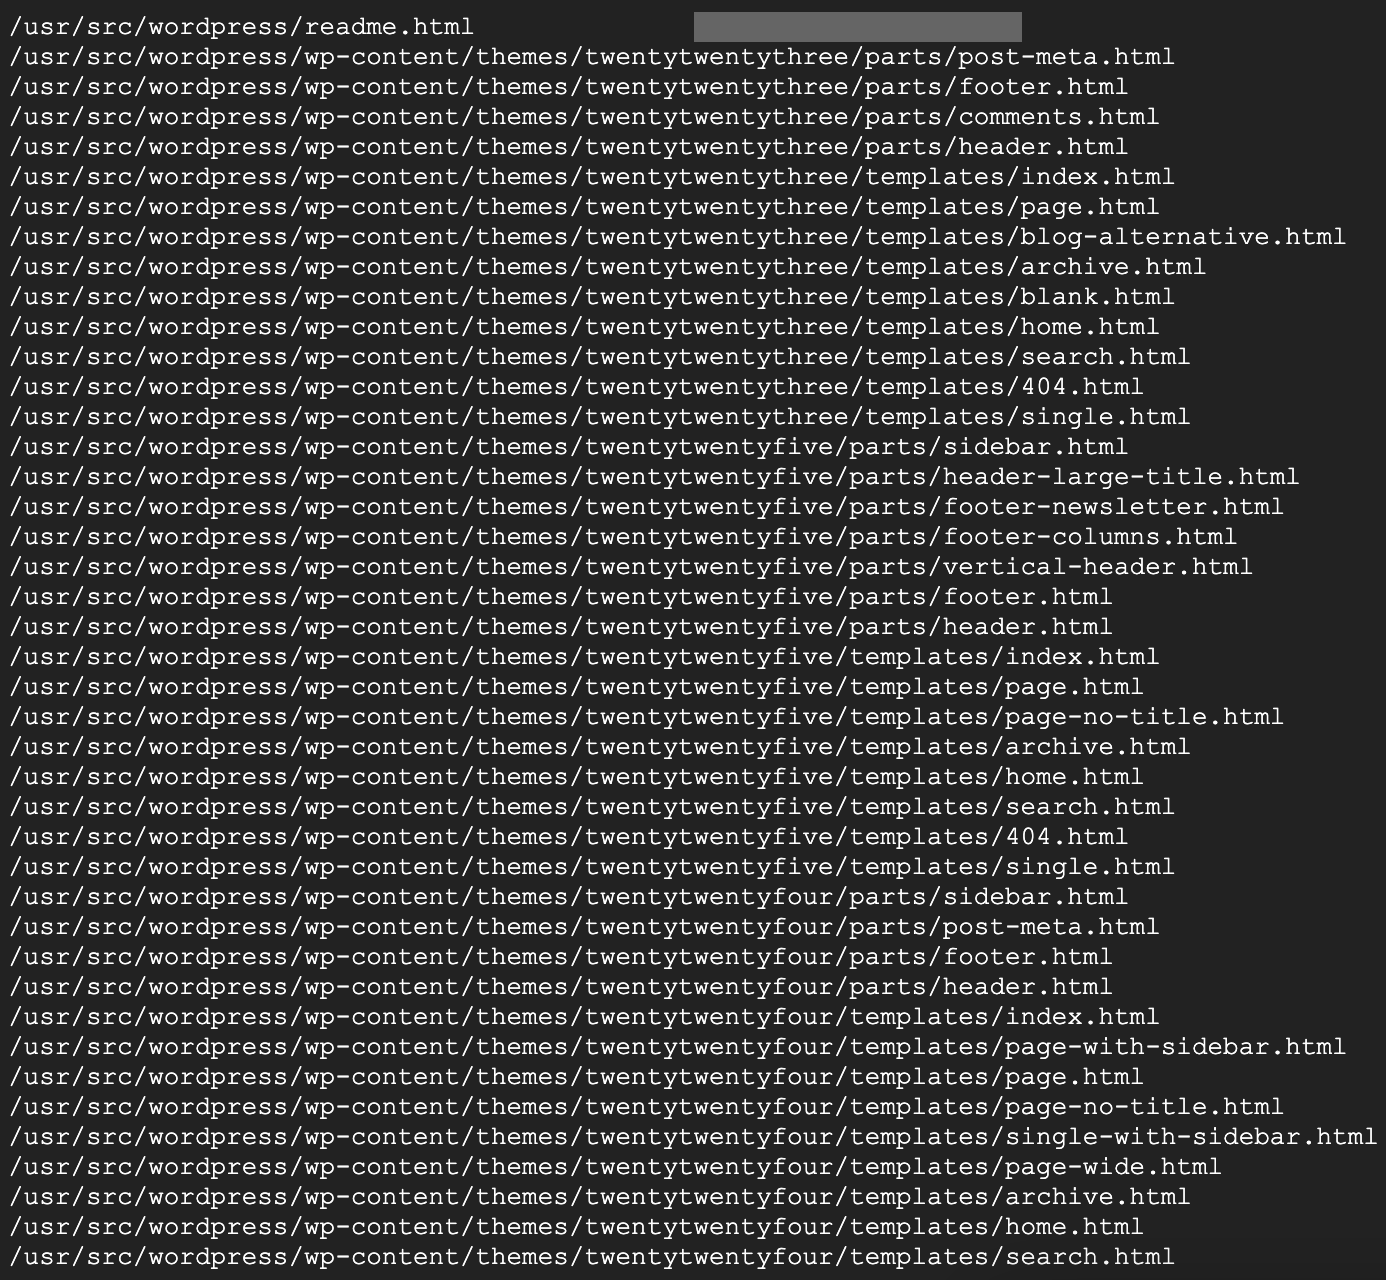 /usr/src/wordpress/readme.html
/usr/src/wordpress/wp-content/themes/twentytwentythree/parts/post-meta.html
/usr/src/wordpress/wp-content/themes/twentytwentythree/parts/footer.html
/usr/src/wordpress/wp-content/themes/twentytwentythree/parts/comments.html
/usr/src/wordpress/wp-content/themes/twentytwentythree/parts/header.html
/usr/src/wordpress/wp-content/themes/twentytwentythree/templates/index.html
/usr/src/wordpress/wp-content/themes/twentytwentythree/templates/page.html
/usr/src/wordpress/wp-content/themes/twentytwentythree/templates/blog-alternative.html
/usr/src/wordpress/wp-content/themes/twentytwentythree/templates/archive.html
/usr/src/wordpress/wp-content/themes/twentytwentythree/templates/blank.html
/usr/src/wordpress/wp-content/themes/twentytwentythree/templates/home.html
/usr/src/wordpress/wp-content/themes/twentytwentythree/templates/search.html
/usr/src/wordpress/wp-content/themes/twentytwentythree/templates/404.html
/usr/src/wordpress/wp-content/themes/twentytwentythree/templates/single.html
/usr/src/wordpress/wp-content/themes/twentytwentyfive/parts/sidebar.html
/usr/src/wordpress/wp-content/themes/twentytwentyfive/parts/header-large-title.html
/usr/src/wordpress/wp-content/themes/twentytwentyfive/parts/footer-newsletter.html
/usr/src/wordpress/wp-content/themes/twentytwentyfive/parts/footer-columns.html
/usr/src/wordpress/wp-content/themes/twentytwentyfive/parts/vertical-header.html
/usr/src/wordpress/wp-content/themes/twentytwentyfive/parts/footer.html
/usr/src/wordpress/wp-content/themes/twentytwentyfive/parts/header.html
/usr/src/wordpress/wp-content/themes/twentytwentyfive/templates/index.html
/usr/src/wordpress/wp-content/themes/twentytwentyfive/templates/page.html
/usr/src/wordpress/wp-content/themes/twentytwentyfive/templates/page-no-title.html
/usr/src/wordpress/wp-content/themes/twentytwentyfive/templates/archive.html
/usr/src/wordpress/wp-content/themes/twentytwentyfive/templates/home.html
/usr/src/wordpress/wp-content/themes/twentytwentyfive/templates/search.html
/usr/src/wordpress/wp-content/themes/twentytwentyfive/templates/404.html
/usr/src/wordpress/wp-content/themes/twentytwentyfive/templates/single.html
/usr/src/wordpress/wp-content/themes/twentytwentyfour/parts/sidebar.html
/usr/src/wordpress/wp-content/themes/twentytwentyfour/parts/post-meta.html
/usr/src/wordpress/wp-content/themes/twentytwentyfour/parts/footer.html
/usr/src/wordpress/wp-content/themes/twentytwentyfour/parts/header.html
/usr/src/wordpress/wp-content/themes/twentytwentyfour/templates/index.html
/usr/src/wordpress/wp-content/themes/twentytwentyfour/templates/page-with-sidebar.html
/usr/src/wordpress/wp-content/themes/twentytwentyfour/templates/page.html
/usr/src/wordpress/wp-content/themes/twentytwentyfour/templates/page-no-title.html
/usr/src/wordpress/wp-content/themes/twentytwentyfour/templates/single-with-sidebar.html
/usr/src/wordpress/wp-content/themes/twentytwentyfour/templates/page-wide.html
/usr/src/wordpress/wp-content/themes/twentytwentyfour/templates/archive.html
/usr/src/wordpress/wp-content/themes/twentytwentyfour/templates/home.html
/usr/src/wordpress/wp-content/themes/twentytwentyfour/templates/search.html